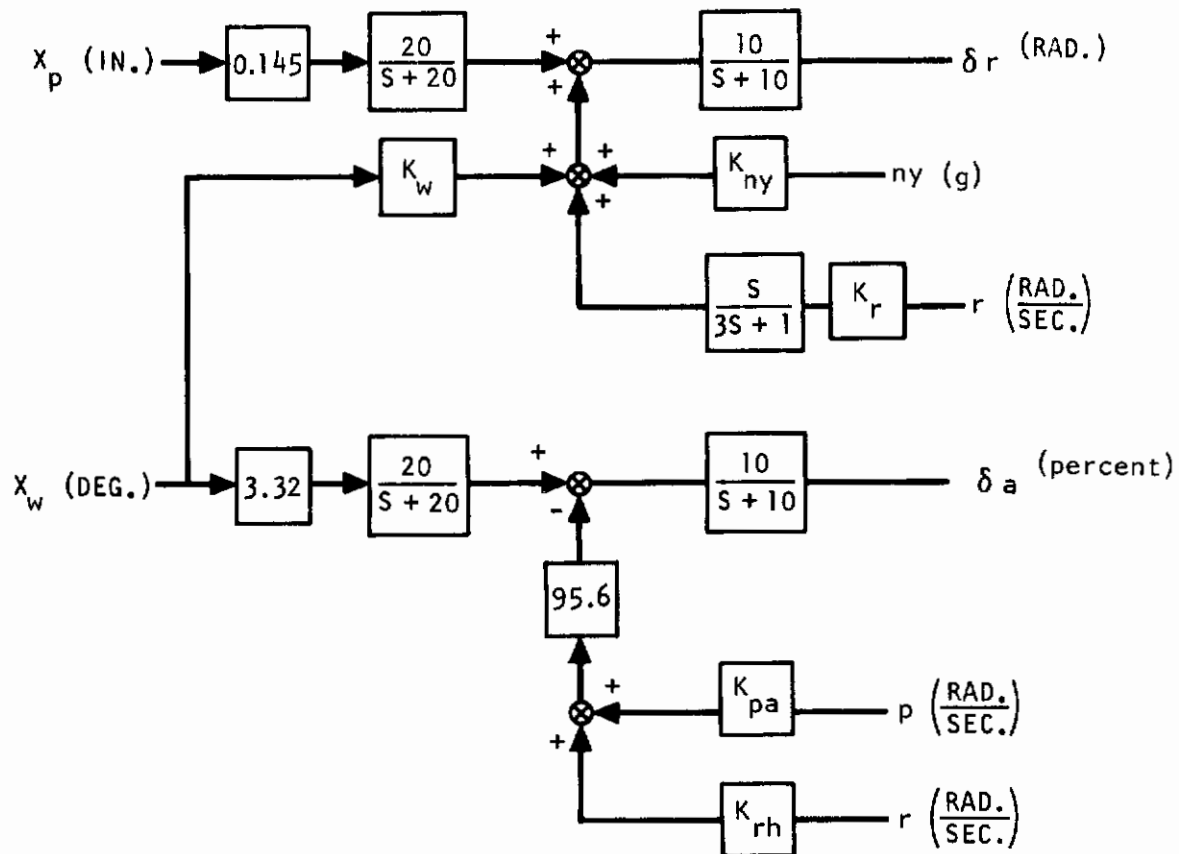 X_p (IN.) 0.145 20/(S + 20) + + 10/(S + 10) δr (RAD.)
K_w + + + K_ny ny (g)
S/(3S + 1) K_r r (RAD./SEC.)
X_w (DEG.) 3.32 20/(S + 20) + - 10/(S + 10) δa (percent)
95.6
+ K_pa p (RAD./SEC.)
+ K_rh r (RAD./SEC.)